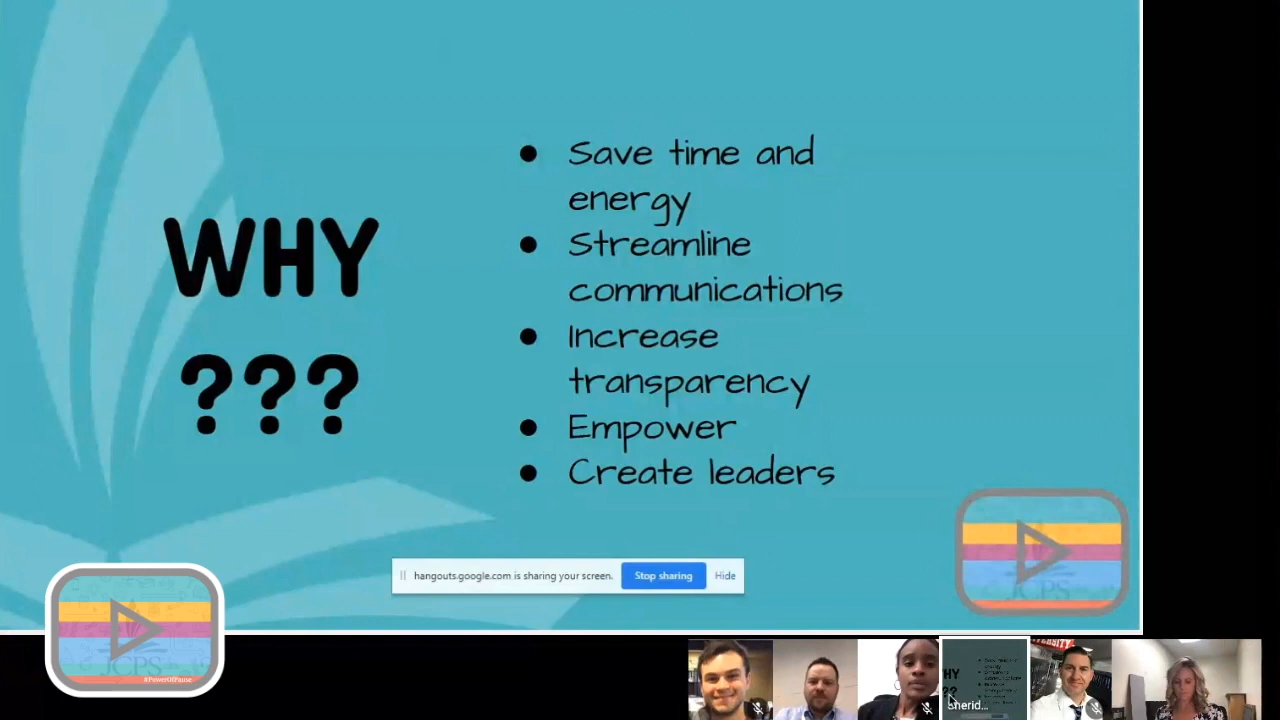 WHY
???
Save time and
energy
Streamline
communications
Increase
transparency
Empower
Create leaders
hangouts.google.com is sharing your screen.
Stop sharing
Hide
JCPS
JCPS
#PowerOfPause
Sherid...